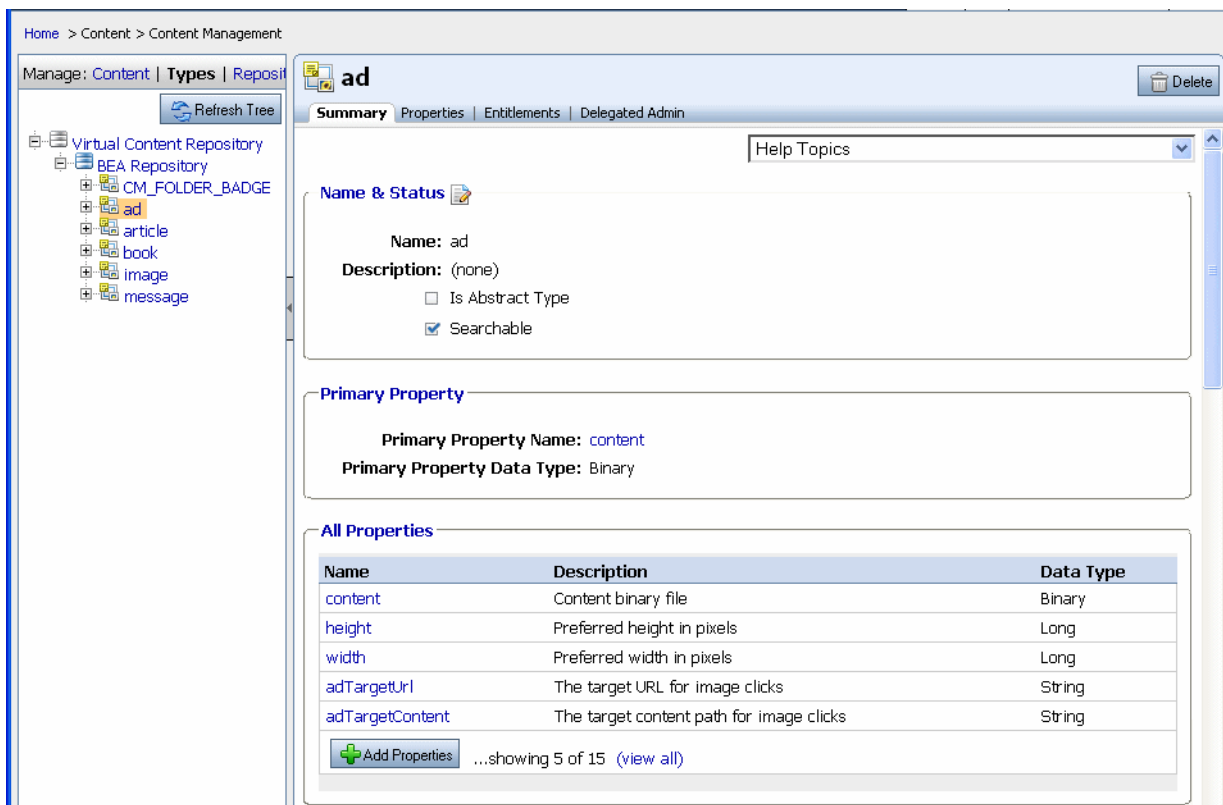 Home > Content > Content Management
Manage: Content | Types | Reposit
Refresh Tree
Virtual Content Repository
BEA Repository
CM_FOLDER_BADGE
ad
article
book
image
message
ad
Delete
Summary Properties | Entitlements | Delegated Admin
Help Topics
Name & Status
Name: ad
Description: (none)
Is Abstract Type
Searchable
Primary Property
Primary Property Name: content
Primary Property Data Type: Binary
All Properties
Name Description Data Type
content Content binary file Binary
height Preferred height in pixels Long
width Preferred width in pixels Long
adTargetUrl The target URL for image clicks String
adTargetContent The target content path for image clicks String
Add Properties ...showing 5 of 15 (view all)